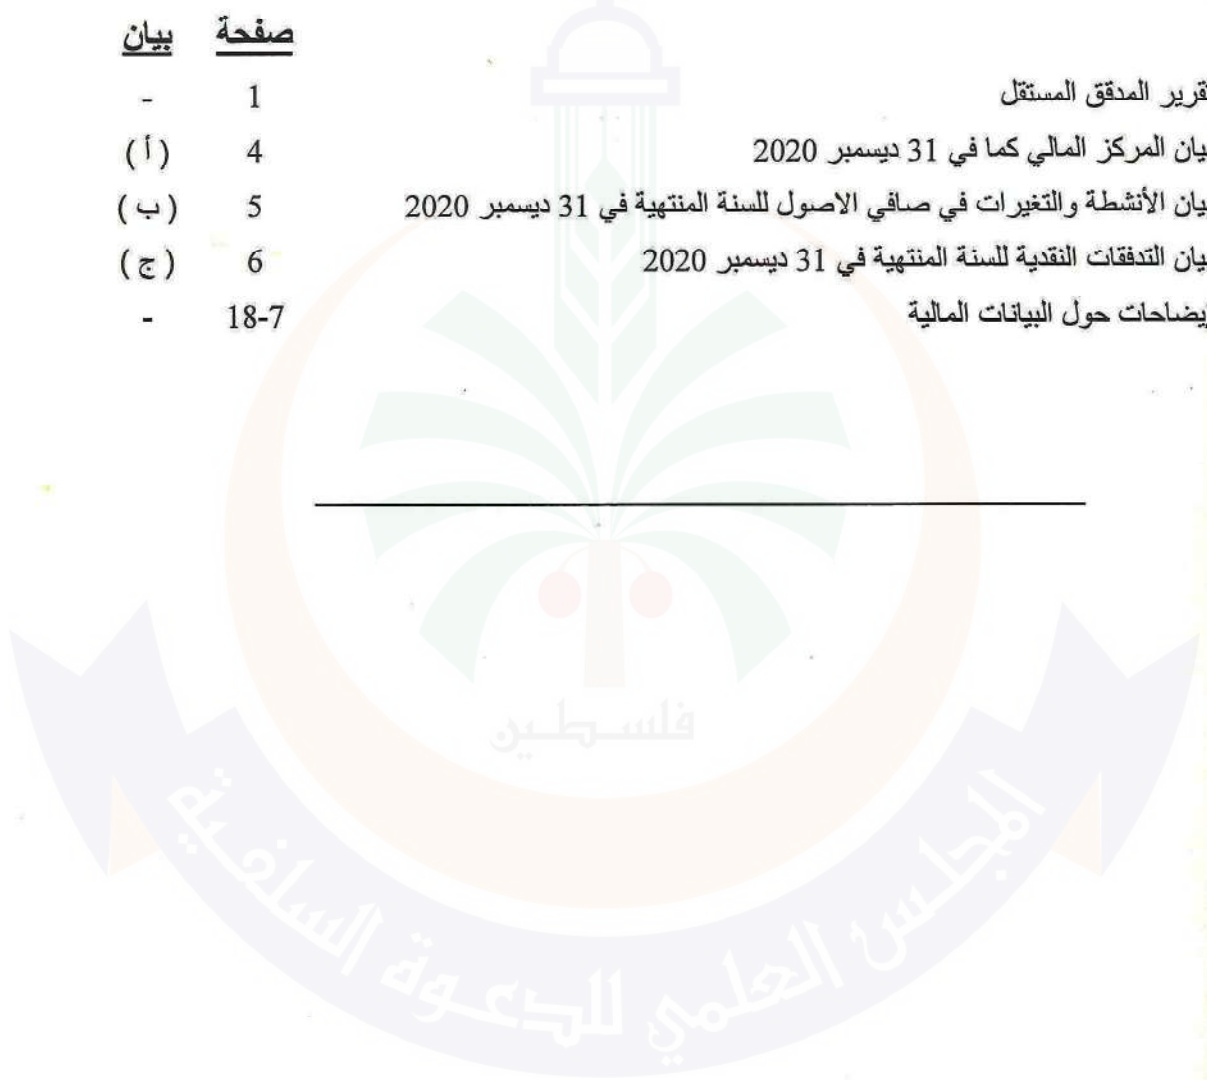 صفحة بيان
قرير المدقق المستقل 1 -
يان المركز المالي كما في 31 ديسمبر 2020 4 ( أ )
يان الأنشطة والتغيرات في صافي الاصول للسنة المنتهية في 31 ديسمبر 2020 5 ( ب )
يان التدفقات النقدية للسنة المنتهية في 31 ديسمبر 2020 6 ( ج )
إيضاحات حول البيانات المالية 7-18 -
فلسطين
المجلس العلمي للدعوة السلفية